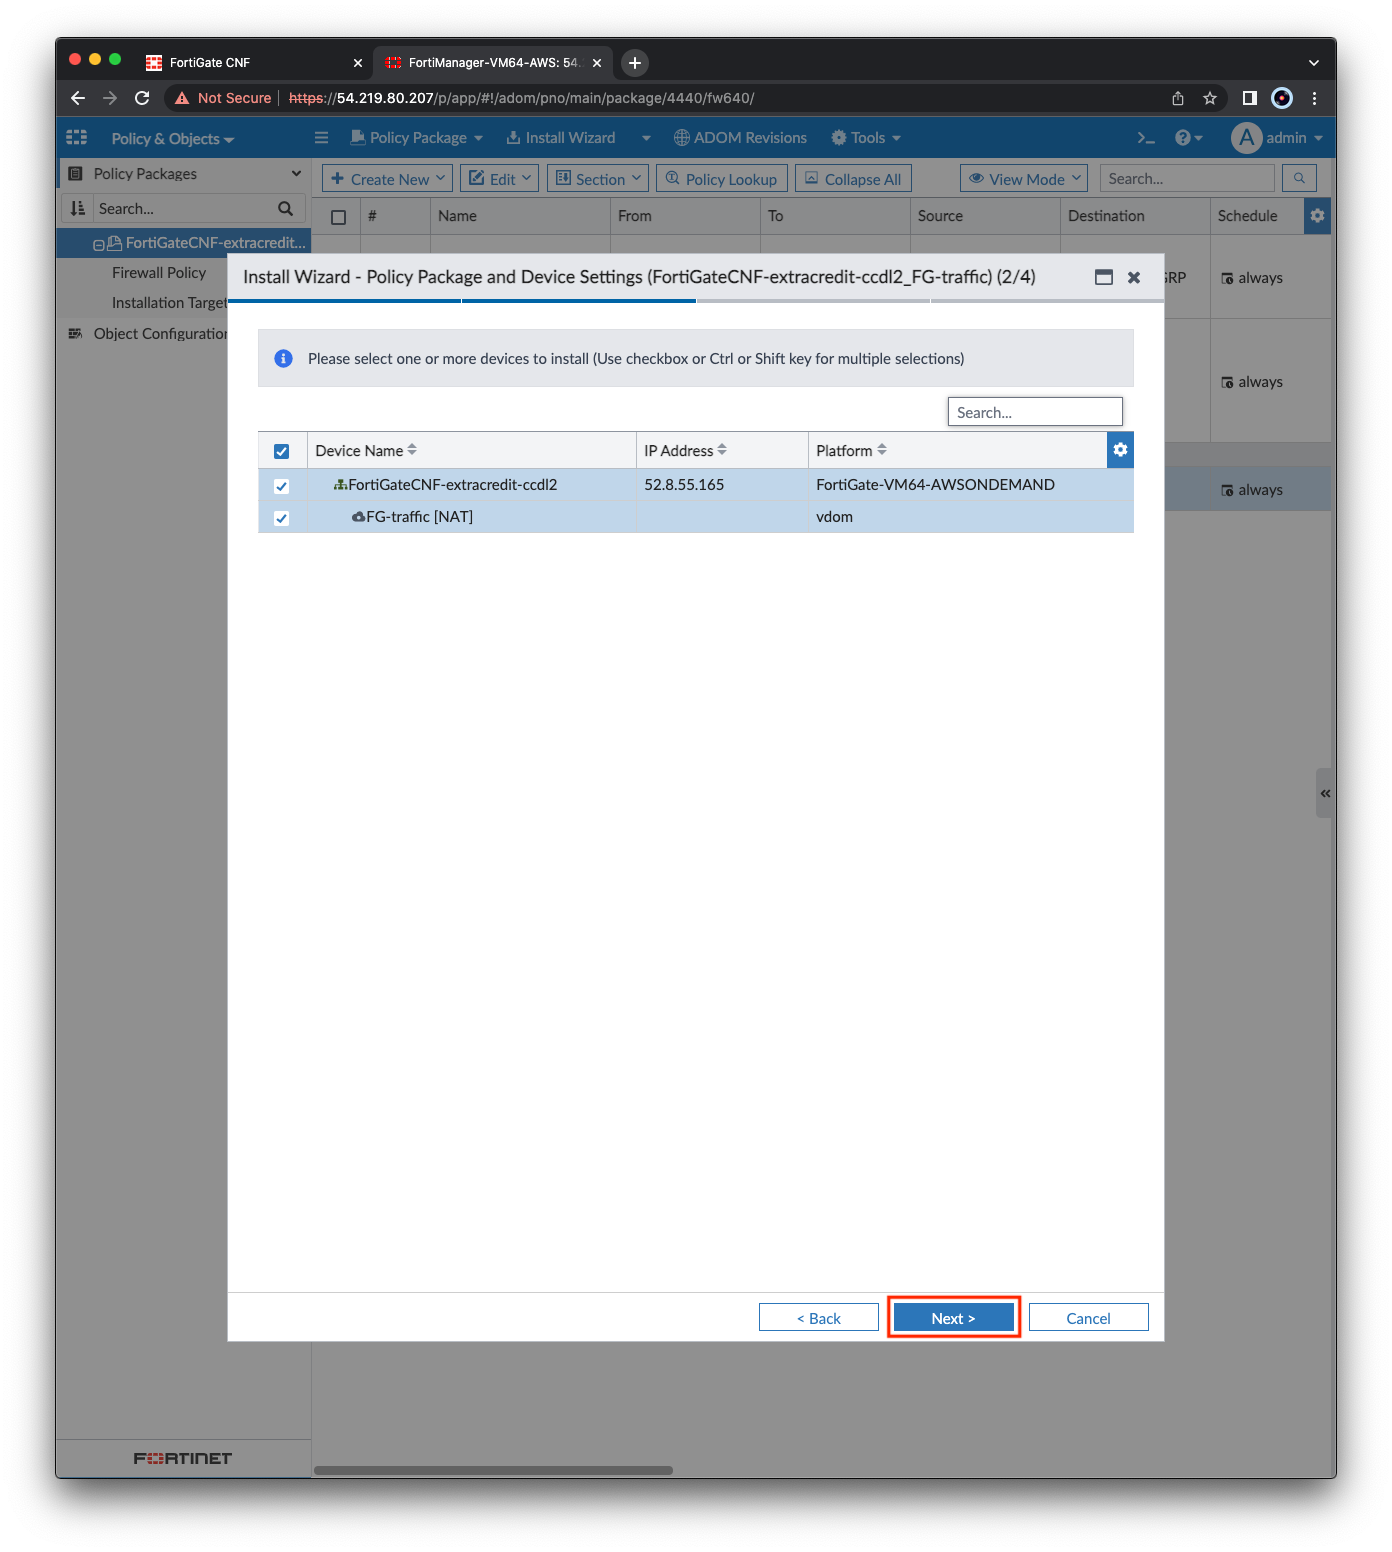 FortiGate CNF
FortiManager-VM64-AWS: 54.
Not Secure https://54.219.80.207/p/app/#!/adom/pno/main/package/4440/fw640/
Policy & Objects
Policy Package
Install Wizard
ADOM Revisions
Tools
A admin
Policy Packages
Create New
Edit
Section
Policy Lookup
Collapse All
View Mode
Search...
Search...
# Name From To Source Destination Schedule
FortiGateCNF-extracredit...
Firewall Policy
Installation Target
Object Configuration
GRP always
always
always
Install Wizard - Policy Package and Device Settings (FortiGateCNF-extracredit-ccdl2_FG-traffic) (2/4)
Please select one or more devices to install (Use checkbox or Ctrl or Shift key for multiple selections)
Search...
Device Name IP Address Platform
FortiGateCNF-extracredit-ccdl2 52.8.55.165 FortiGate-VM64-AWSONDEMAND
FG-traffic [NAT] vdom
< Back
Next >
Cancel
FORTINET